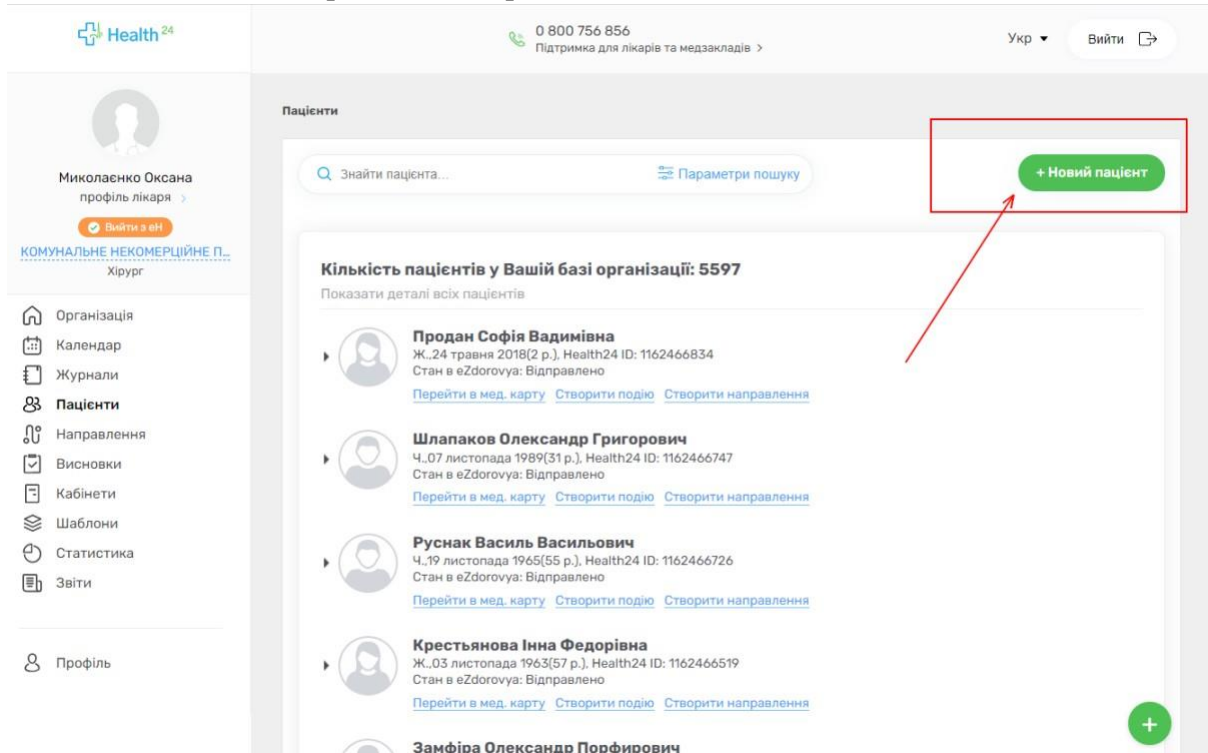 Health 24
0 800 756 856
Підтримка для лікарів та медзакладів >
Укр
Вийти
Миколаєнко Оксана
профіль лікаря >
Вийти з еН
КОМУНАЛЬНЕ НЕКОМЕРЦІЙНЕ П...
Хірург
Організація
Календар
Журнали
Пацієнти
Направлення
Висновки
Кабінети
Шаблони
Статистика
Звіти
Профіль
Пацієнти
Знайти пацієнта...
Параметри пошуку
+ Новий пацієнт
Кількість пацієнтів у Вашій базі організації: 5597
Показати деталі всіх пацієнтів
Продан Софія Вадимівна
Ж.,24 травня 2018(2 р.), Health24 ID: 1162466834
Стан в eZdorovya: Відправлено
Перейти в мед. карту Створити подію Створити направлення
Шлапаков Олександр Григорович
Ч.,07 листопада 1989(31 р.), Health24 ID: 1162466747
Стан в eZdorovya: Відправлено
Перейти в мед. карту Створити подію Створити направлення
Руснак Василь Васильович
Ч.,19 листопада 1965(55 р.), Health24 ID: 1162466726
Стан в eZdorovya: Відправлено
Перейти в мед. карту Створити подію Створити направлення
Крестьянова Інна Федорівна
Ж.,03 листопада 1963(57 р.), Health24 ID: 1162466519
Стан в eZdorovya: Відправлено
Перейти в мед. карту Створити подію Створити направлення
Замфіра Олександр Порфирович
+